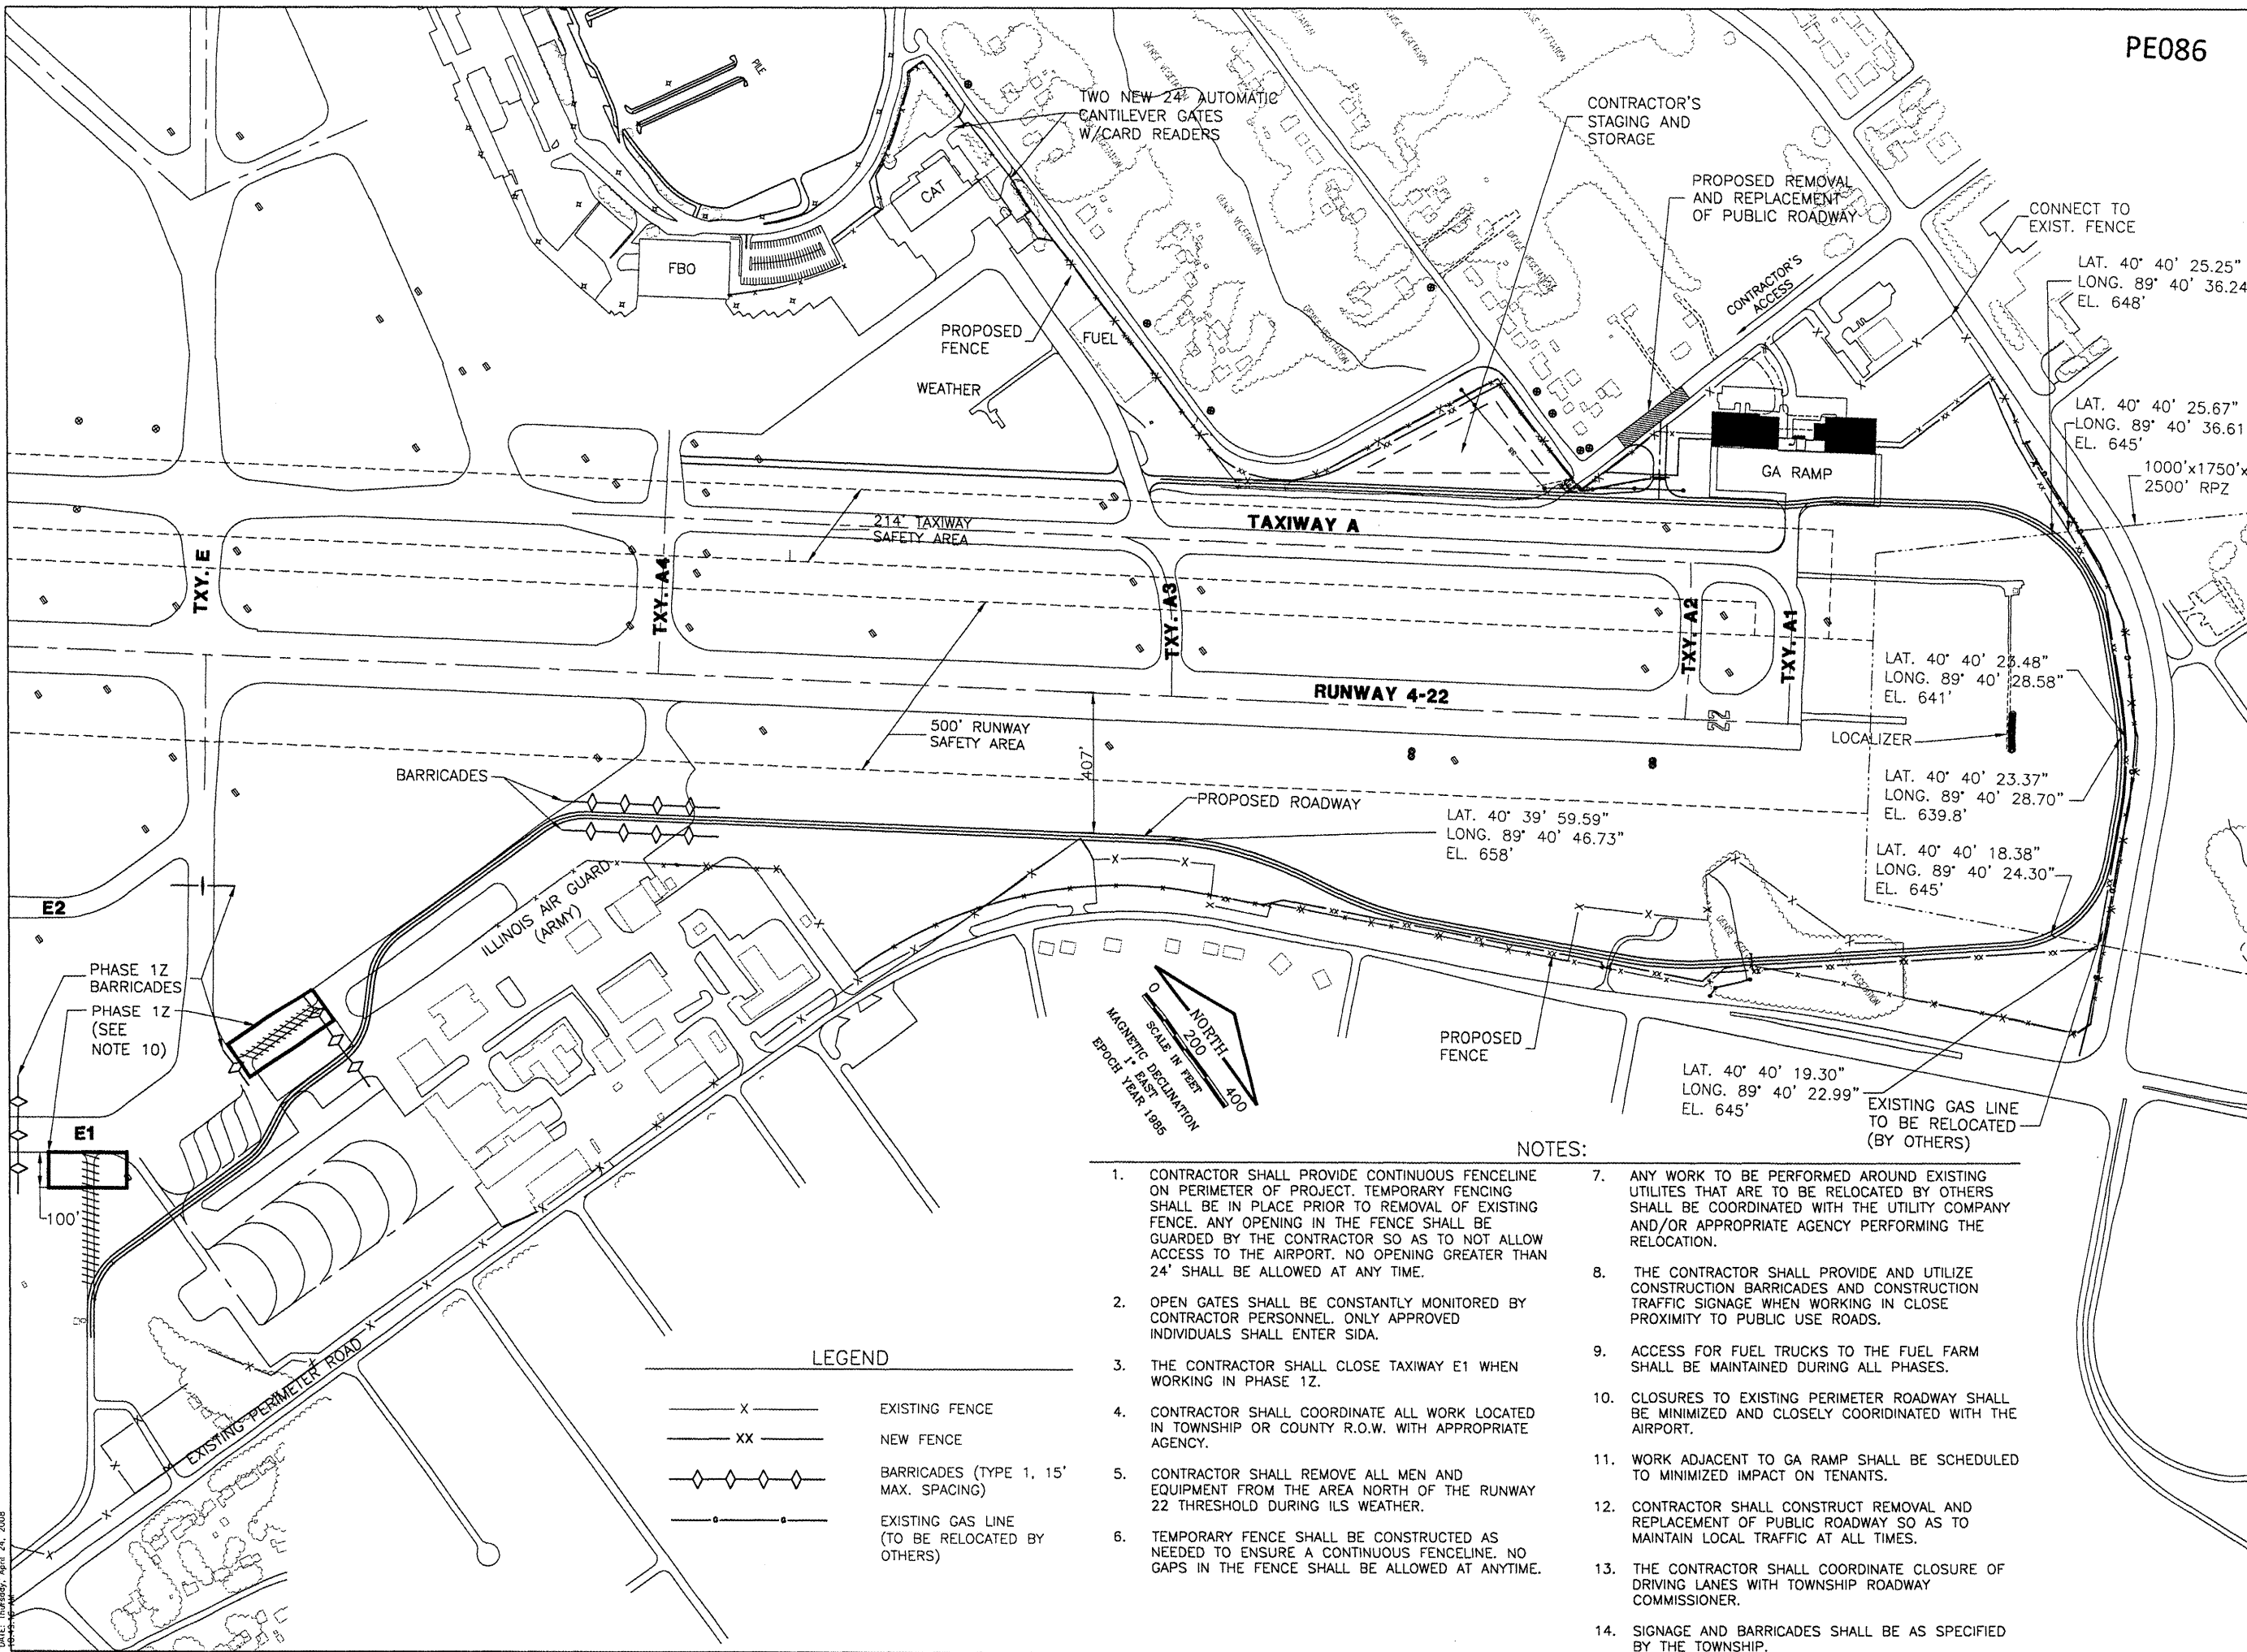 PE086
PILE
TWO NEW 24' AUTOMATIC
CANTILEVER GATES
W/CARD READERS
CONTRACTOR'S
STAGING AND
STORAGE
PROPOSED REMOVAL
AND REPLACEMENT
OF PUBLIC ROADWAY
CONNECT TO
EXIST. FENCE
CONTRACTOR'S
ACCESS
LAT. 40° 40' 25.25"
LONG. 89° 40' 36.24
EL. 648'
LAT. 40° 40' 25.67"
LONG. 89° 40' 36.61
EL. 645'
1000'x1750'x
2500' RPZ
DENSE VEGETATION
DENSE VEGETATION
DENSE VEGETATION
CAT
FBO
PROPOSED
FENCE
FUEL
WEATHER
GA RAMP
214' TAXIWAY
SAFETY AREA
TAXIWAY A
TXY. E
TXY. A4
TXY. A3
TXY. A2
TXY. A1
RUNWAY 4-22
22
500' RUNWAY
SAFETY AREA
407'
LOCALIZER
LAT. 40° 40' 23.48"
LONG. 89° 40' 28.58"
EL. 641'
LAT. 40° 40' 23.37"
LONG. 89° 40' 28.70"
EL. 639.8'
LAT. 40° 40' 18.38"
LONG. 89° 40' 24.30"
EL. 645'
BARRICADES
PROPOSED ROADWAY
LAT. 40° 39' 59.59"
LONG. 89° 40' 46.73"
EL. 658'
ILLINOIS AIR GUARD
(ARMY)
E2
PHASE 1Z
BARRICADES
PHASE 1Z
(SEE
NOTE 10)
E1
100'
DENSE VEGETATION
NORTH
0 200 400
SCALE IN FEET
MAGNETIC DECLINATION
1° EAST
EPOCH YEAR 1985
PROPOSED
FENCE
LAT. 40° 40' 19.30"
LONG. 89° 40' 22.99"
EL. 645'
EXISTING GAS LINE
TO BE RELOCATED
(BY OTHERS)
EXISTING PERIMETER ROAD
LEGEND
X EXISTING FENCE
XX NEW FENCE
BARRICADES (TYPE 1, 15'
MAX. SPACING)
G G EXISTING GAS LINE
(TO BE RELOCATED BY
OTHERS)
NOTES:
1. CONTRACTOR SHALL PROVIDE CONTINUOUS FENCELINE
ON PERIMETER OF PROJECT. TEMPORARY FENCING
SHALL BE IN PLACE PRIOR TO REMOVAL OF EXISTING
FENCE. ANY OPENING IN THE FENCE SHALL BE
GUARDED BY THE CONTRACTOR SO AS TO NOT ALLOW
ACCESS TO THE AIRPORT. NO OPENING GREATER THAN
24' SHALL BE ALLOWED AT ANY TIME.
2. OPEN GATES SHALL BE CONSTANTLY MONITORED BY
CONTRACTOR PERSONNEL. ONLY APPROVED
INDIVIDUALS SHALL ENTER SIDA.
3. THE CONTRACTOR SHALL CLOSE TAXIWAY E1 WHEN
WORKING IN PHASE 1Z.
4. CONTRACTOR SHALL COORDINATE ALL WORK LOCATED
IN TOWNSHIP OR COUNTY R.O.W. WITH APPROPRIATE
AGENCY.
5. CONTRACTOR SHALL REMOVE ALL MEN AND
EQUIPMENT FROM THE AREA NORTH OF THE RUNWAY
22 THRESHOLD DURING ILS WEATHER.
6. TEMPORARY FENCE SHALL BE CONSTRUCTED AS
NEEDED TO ENSURE A CONTINUOUS FENCELINE. NO
GAPS IN THE FENCE SHALL BE ALLOWED AT ANYTIME.
7. ANY WORK TO BE PERFORMED AROUND EXISTING
UTILITES THAT ARE TO BE RELOCATED BY OTHERS
SHALL BE COORDINATED WITH THE UTILITY COMPANY
AND/OR APPROPRIATE AGENCY PERFORMING THE
RELOCATION.
8. THE CONTRACTOR SHALL PROVIDE AND UTILIZE
CONSTRUCTION BARRICADES AND CONSTRUCTION
TRAFFIC SIGNAGE WHEN WORKING IN CLOSE
PROXIMITY TO PUBLIC USE ROADS.
9. ACCESS FOR FUEL TRUCKS TO THE FUEL FARM
SHALL BE MAINTAINED DURING ALL PHASES.
10. CLOSURES TO EXISTING PERIMETER ROADWAY SHALL
BE MINIMIZED AND CLOSELY COORIDINATED WITH THE
AIRPORT.
11. WORK ADJACENT TO GA RAMP SHALL BE SCHEDULED
TO MINIMIZED IMPACT ON TENANTS.
12. CONTRACTOR SHALL CONSTRUCT REMOVAL AND
REPLACEMENT OF PUBLIC ROADWAY SO AS TO
MAINTAIN LOCAL TRAFFIC AT ALL TIMES.
13. THE CONTRACTOR SHALL COORDINATE CLOSURE OF
DRIVING LANES WITH TOWNSHIP ROADWAY
COMMISSIONER.
14. SIGNAGE AND BARRICADES SHALL BE AS SPECIFIED
BY THE TOWNSHIP.
DATE: Thursday, April 24, 2008